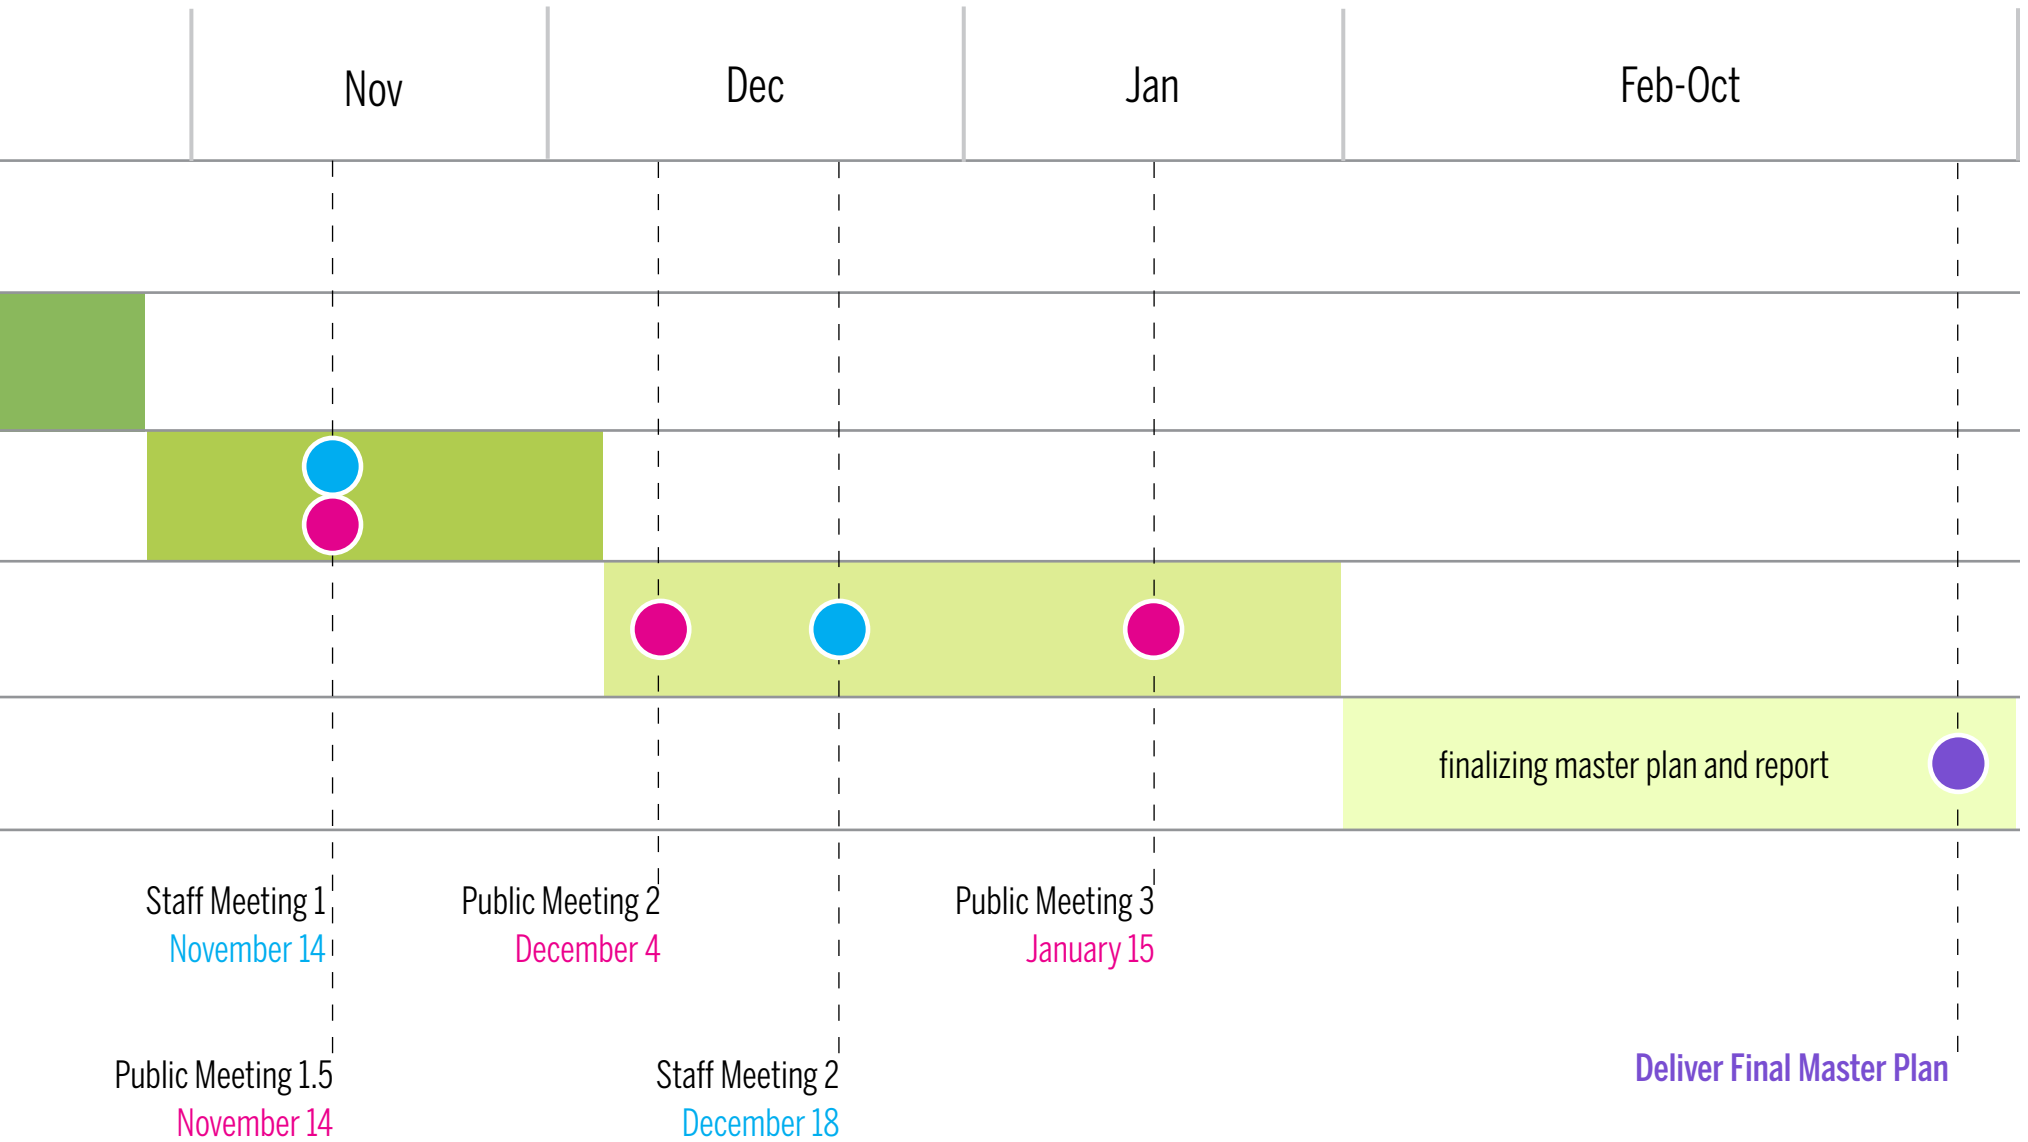 Nov
Dec
Jan
Feb-Oct
finalizing master plan and report
Staff Meeting 1
November 14
Public Meeting 2
December 4
Public Meeting 3
January 15
Public Meeting 1.5
November 14
Staff Meeting 2
December 18
Deliver Final Master Plan